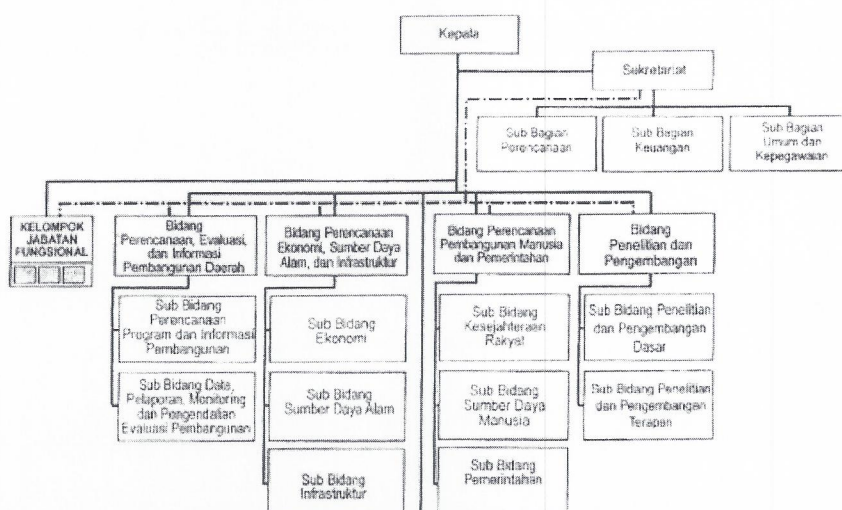 Kepala
Sekretariat
Sub Bagian
Perencanaan
Sub Bagian
Keuangan
Sub Bagian
Umum dan
Kepegawaian
KELOMPOK
JABATAN
FUNGSIONAL
Bidang
Perencanaan, Evaluasi,
dan Informasi
Pembangunan Daerah
Bidang Perencanaan
Ekonomi, Sumber Daya
Alam, dan Infrastruktur
Bidang Perencanaan
Pembangunan Manusia
dan Pemerintahan
Bidang
Penelitian dan
Pengembangan
Sub Bidang
Perencanaan
Program dan Informasi
Pembangunan
Sub Bidang
Ekonomi
Sub Bidang
Kesejahteraan
Rakyat
Sub Bidang Penelitian
dan Pengembangan
Dasar
Sub Bidang Data,
Pelaporan, Monitoring
dan Pengendalian
Evaluasi Pembangunan
Sub Bidang
Sumber Daya Alam
Sub Bidang
Sumber Daya
Manusia
Sub Bidang Penelitian
dan Pengembangan
Terapan
Sub Bidang
Infrastruktur
Sub Bidang
Pemerintahan